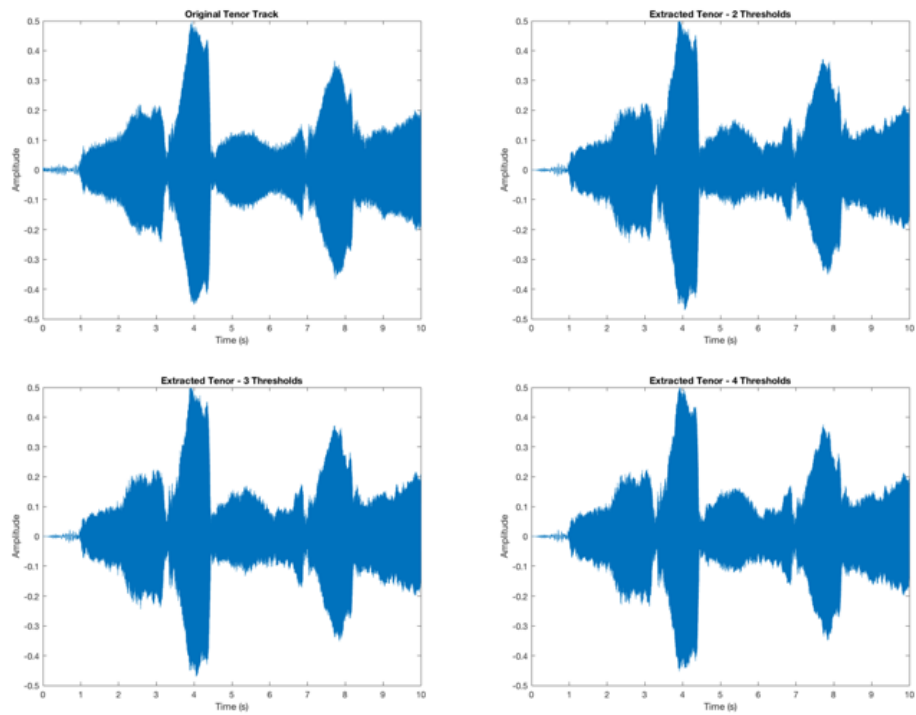 Original Tenor Track
0.5
0.4
0.3
0.2
0.1
0
-0.1
-0.2
-0.3
-0.4
-0.5
Amplitude
0 1 2 3 4 5 6 7 8 9 10
Time (s)
Extracted Tenor - 2 Thresholds
0.5
0.4
0.3
0.2
0.1
0
-0.1
-0.2
-0.3
-0.4
-0.5
Amplitude
0 1 2 3 4 5 6 7 8 9 10
Time (s)
Extracted Tenor - 3 Thresholds
0.5
0.4
0.3
0.2
0.1
0
-0.1
-0.2
-0.3
-0.4
-0.5
Amplitude
0 1 2 3 4 5 6 7 8 9 10
Time (s)
Extracted Tenor - 4 Thresholds
0.5
0.4
0.3
0.2
0.1
0
-0.1
-0.2
-0.3
-0.4
-0.5
Amplitude
0 1 2 3 4 5 6 7 8 9 10
Time (s)